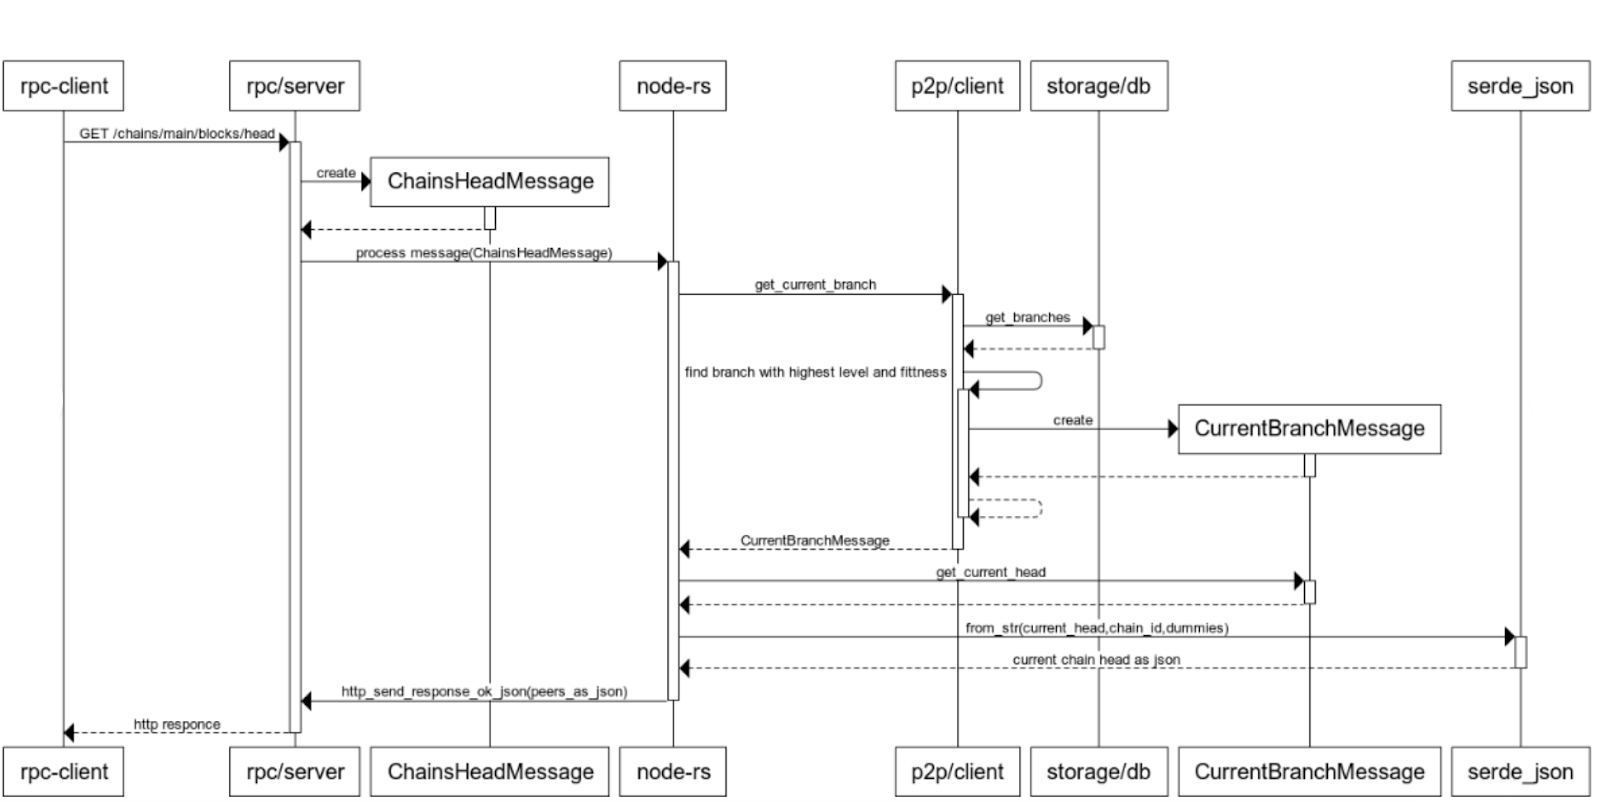 rpc-client
rpc/server
node-rs
p2p/client
storage/db
serde_json
GET /chains/main/blocks/head
create
ChainsHeadMessage
process message(ChainsHeadMessage)
get_current_branch
get_branches
find branch with highest level and fittness
create
CurrentBranchMessage
CurrentBranchMessage
get_current_head
from_str(current_head,chain_id,dummies)
current chain head as json
http_send_response_ok_json(peers_as_json)
http responce
rpc-client
rpc/server
ChainsHeadMessage
node-rs
p2p/client
storage/db
CurrentBranchMessage
serde_json